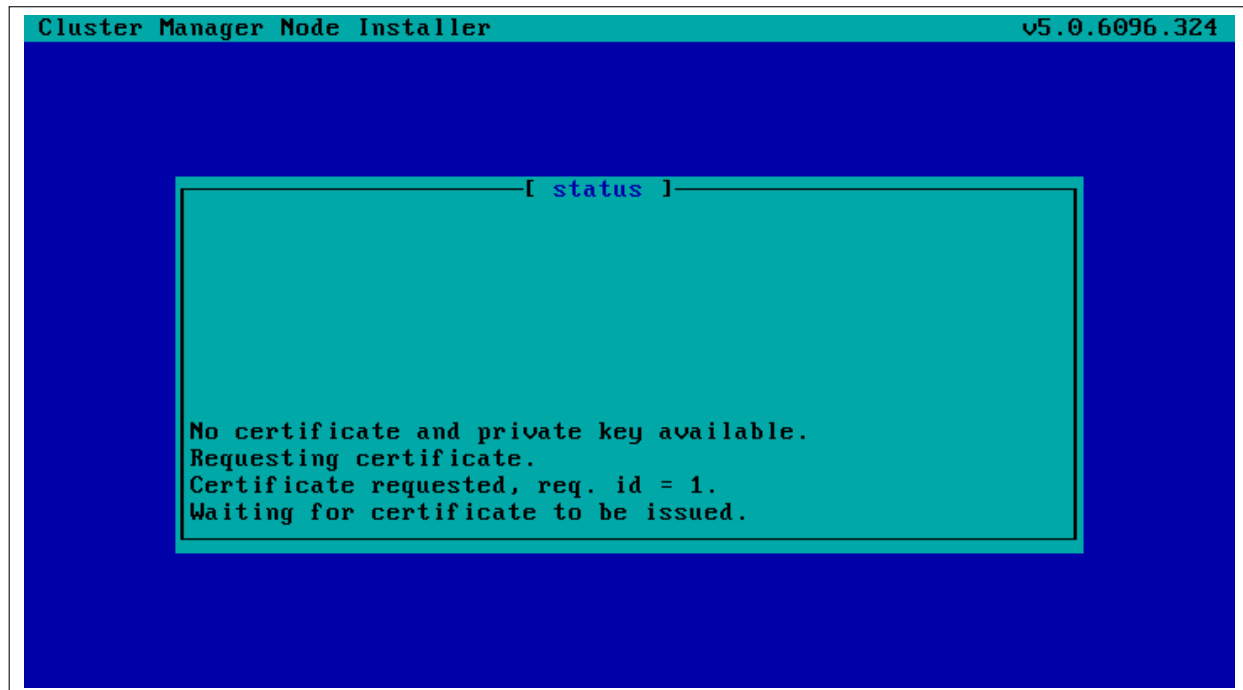 Cluster Manager Node Installer v5.0.6096.324
[ status ]
No certificate and private key available.
Requesting certificate.
Certificate requested, req. id = 1.
Waiting for certificate to be issued.